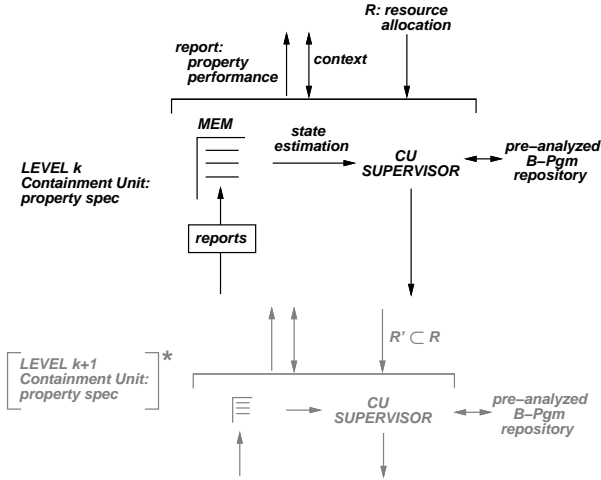 R: resource
allocation
report:
property
performance
context
MEM
state
estimation
CU
SUPERVISOR
pre–analyzed
B–Pgm
repository
LEVEL k
Containment Unit:
property spec
reports
R' ⊂ R
LEVEL k+1
Containment Unit:
property spec
*
CU
SUPERVISOR
pre–analyzed
B–Pgm
repository